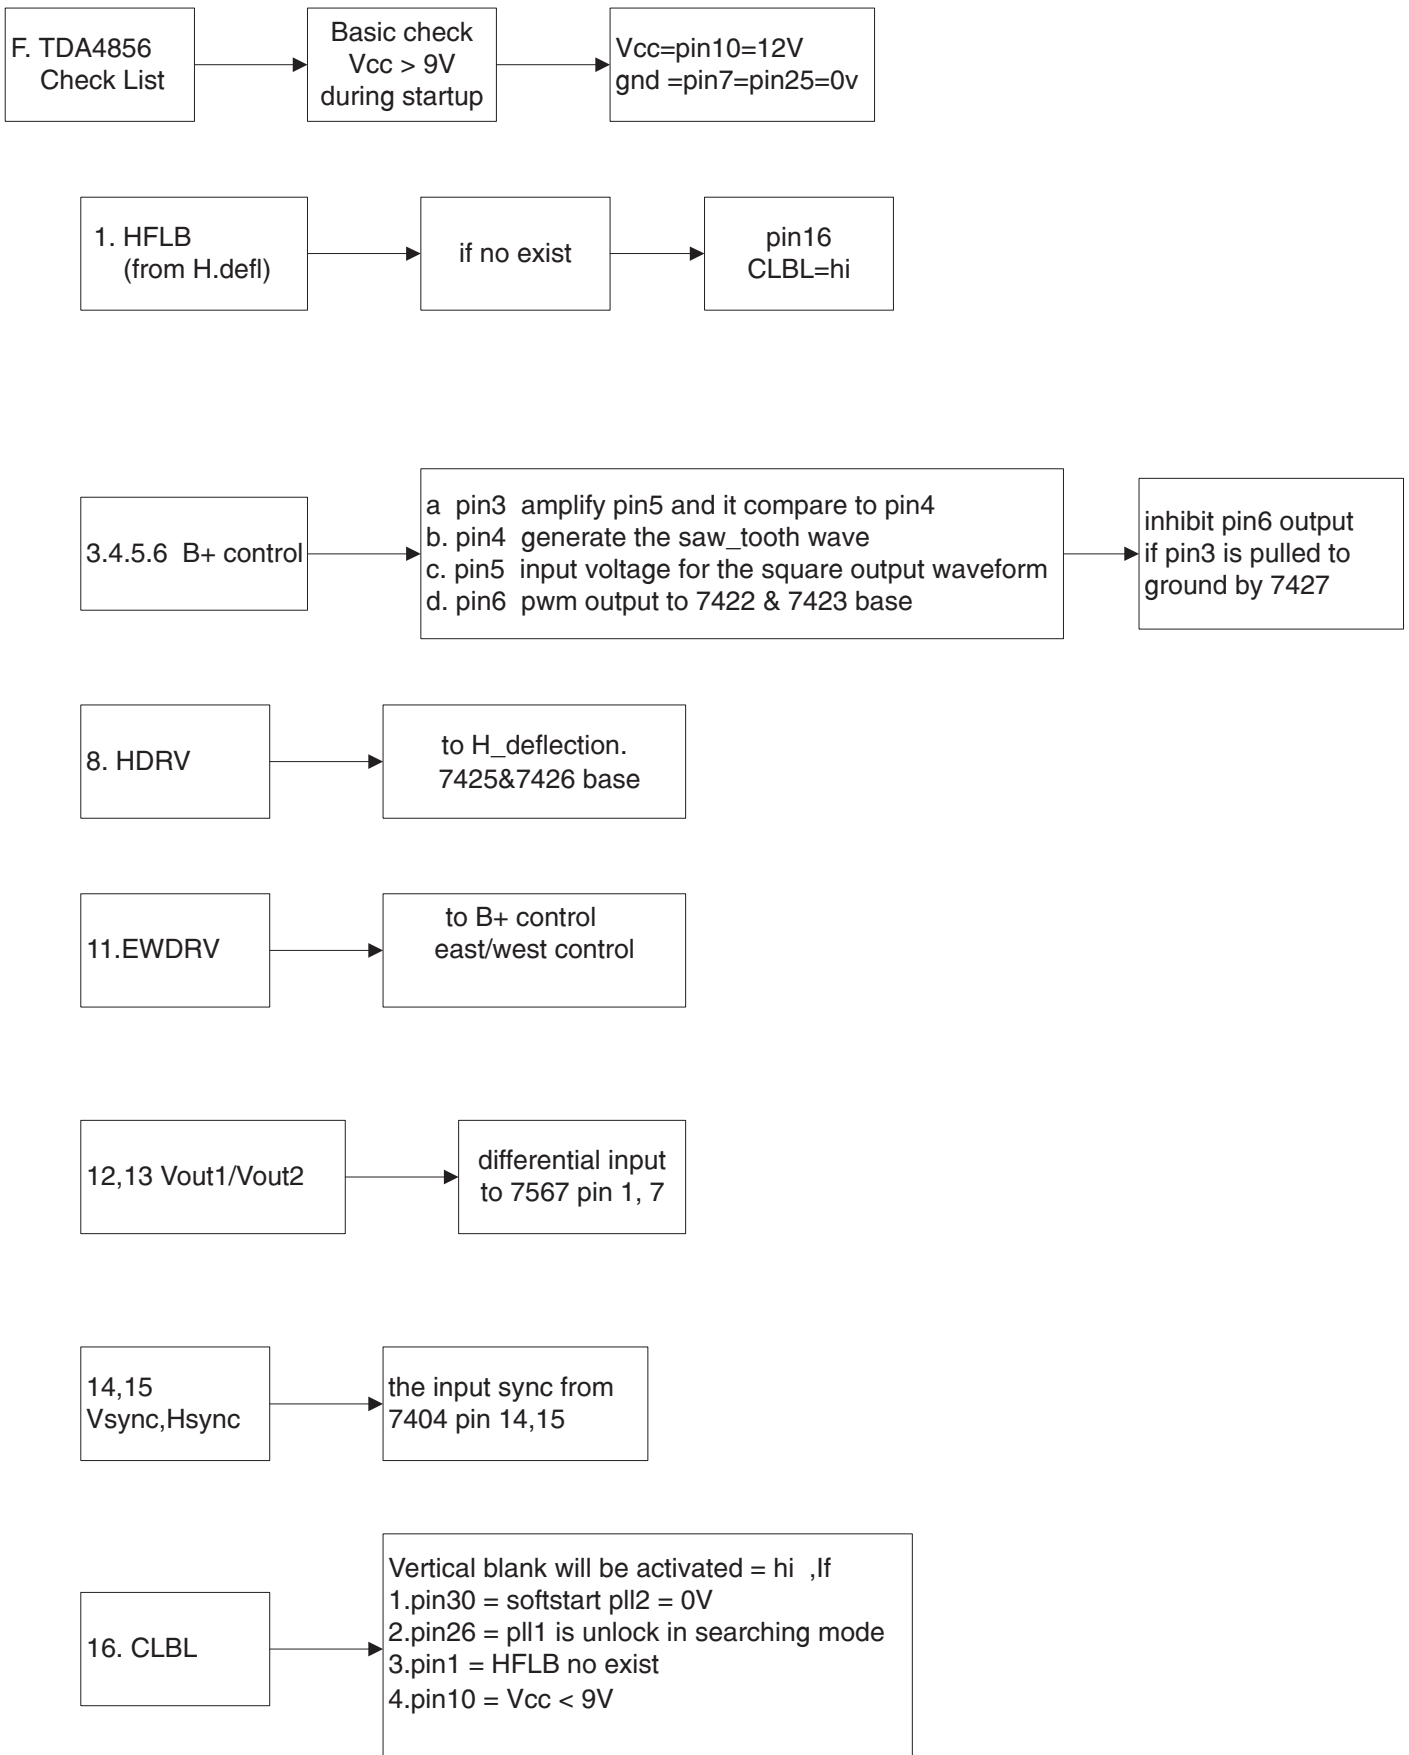 F. TDA4856
Check List
Basic check
Vcc > 9V
during startup
Vcc=pin10=12V
gnd =pin7=pin25=0v
1. HFLB
(from H.defl)
if no exist
pin16
CLBL=hi
3.4.5.6 B+ control
a pin3 amplify pin5 and it compare to pin4
b. pin4 generate the saw_tooth wave
c. pin5 input voltage for the square output waveform
d. pin6 pwm output to 7422 & 7423 base
inhibit pin6 output
if pin3 is pulled to
ground by 7427
8. HDRV
to H_deflection.
7425&7426 base
11.EWDRV
to B+ control
east/west control
12,13 Vout1/Vout2
differential input
to 7567 pin 1, 7
14,15
Vsync,Hsync
the input sync from
7404 pin 14,15
16. CLBL
Vertical blank will be activated = hi ,If
1.pin30 = softstart pll2 = 0V
2.pin26 = pll1 is unlock in searching mode
3.pin1 = HFLB no exist
4.pin10 = Vcc < 9V